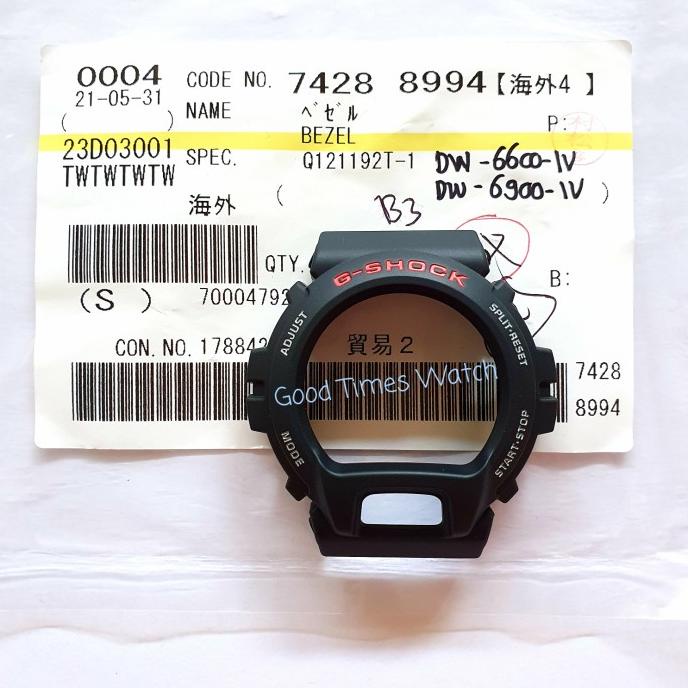 0004 CODE NO. 7428 8994【海外4 】
21-05-31
( ) NAME ベゼル P:
BEZEL
23D03001 SPEC. Q121192T-1 DW-6600-1V
TWTWTWTW ( DW-6900-1V )
海外 B3
QTY. B:
(S ) 70004792
G-SHOCK
ADJUST SPLIT·RESET
CON.NO.178842 貿易2
7428
Good Times Watch
8994
MODE START·STOP